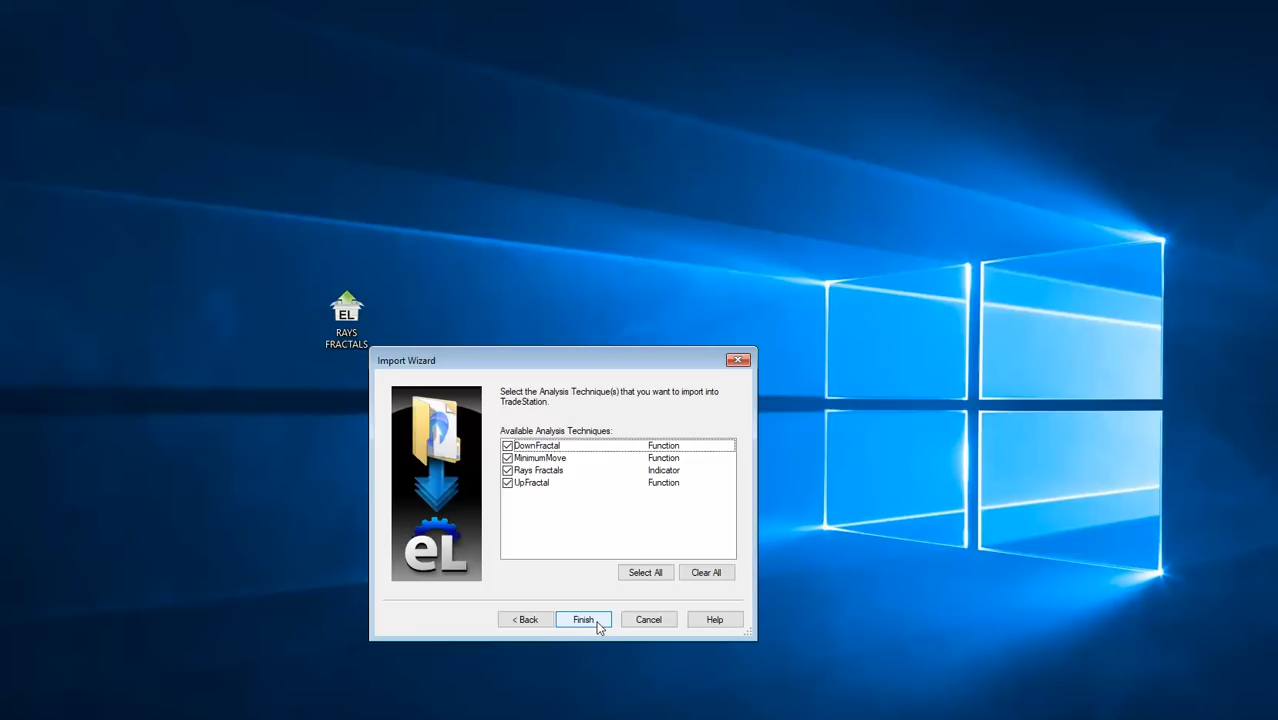 EL
RAYS
FRACTALS
Import Wizard
Select the Analysis Technique(s) that you want to import into
TradeStation.
Available Analysis Techniques:
DownFractal Function
MinimumMove Function
Rays Fractals Indicator
UpFractal Function
eL
Select All Clear All
< Back Finish Cancel Help